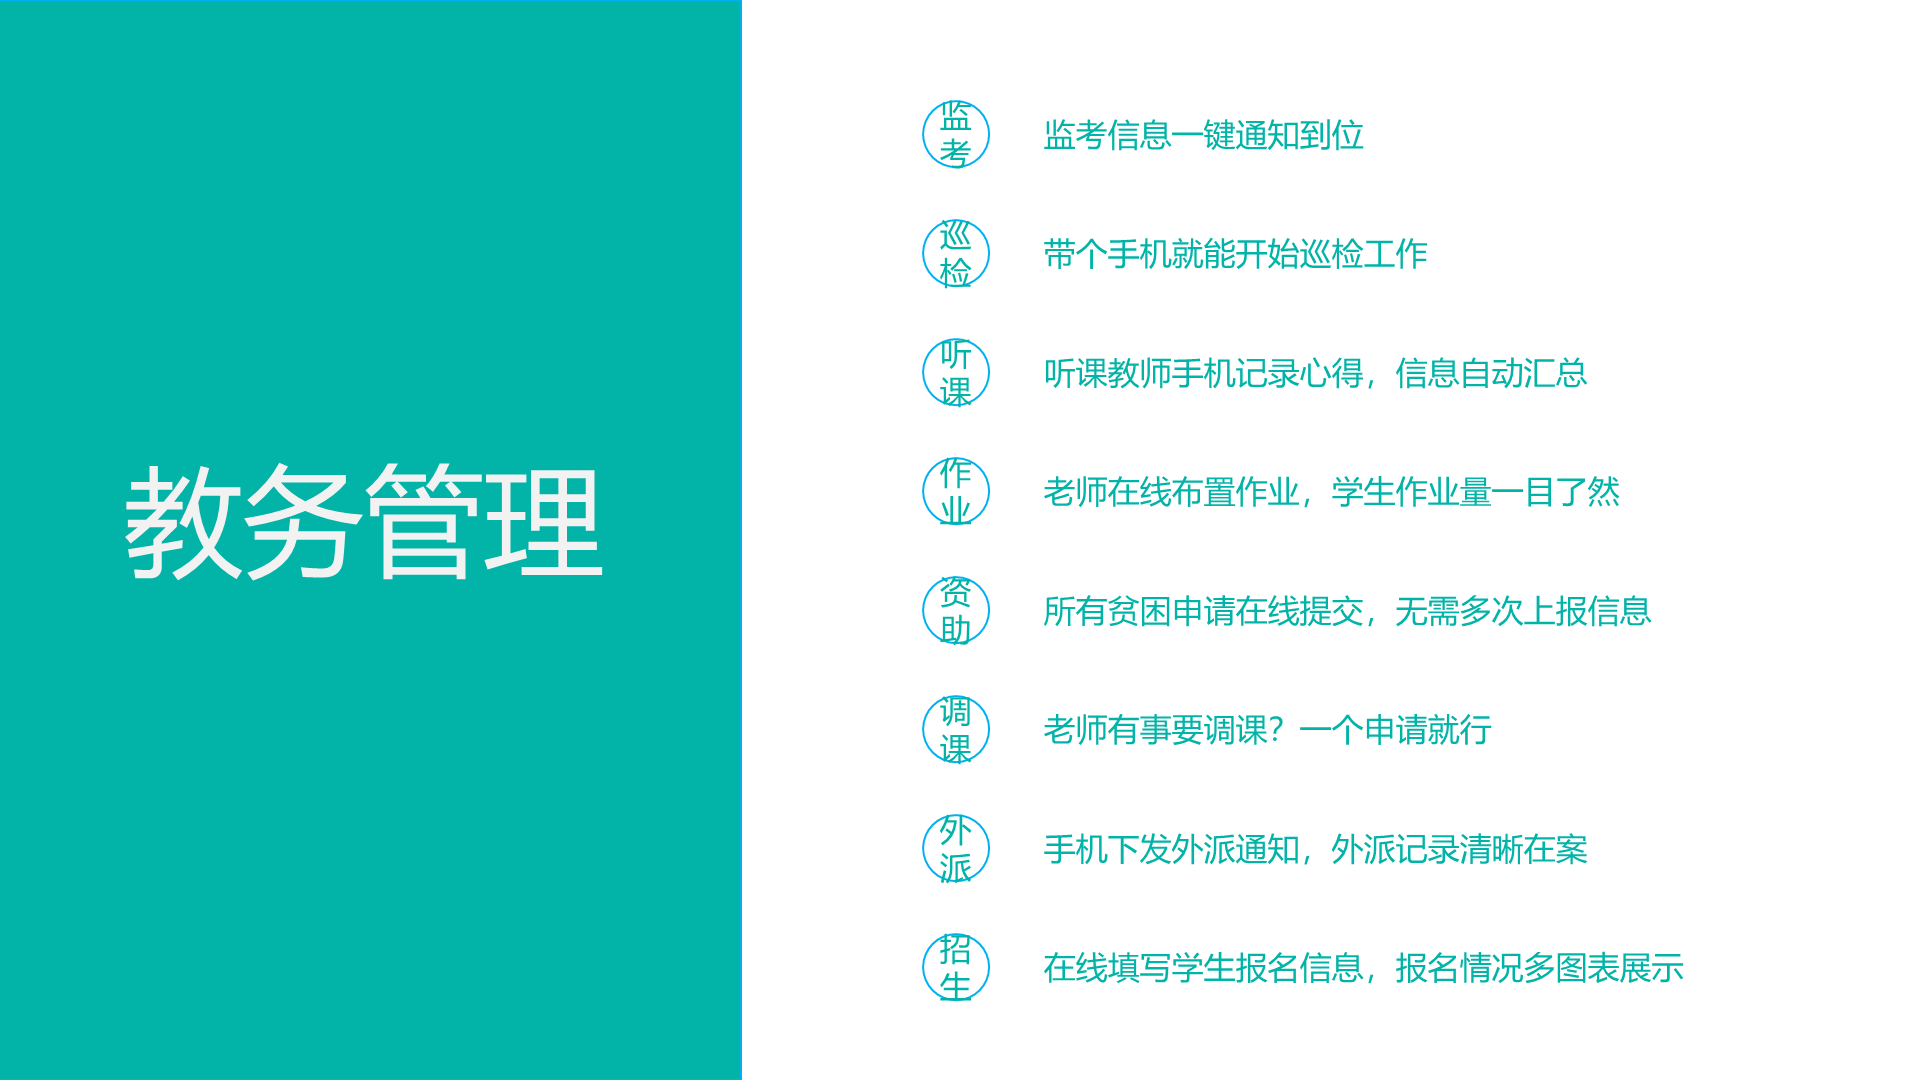 教务管理
监考
监考信息一键通知到位
巡检
带个手机就能开始巡检工作
听课
听课教师手机记录心得，信息自动汇总
作业
老师在线布置作业，学生作业量一目了然
资助
所有贫困申请在线提交，无需多次上报信息
调课
老师有事要调课？一个申请就行
外派
手机下发外派通知，外派记录清晰在案
招生
在线填写学生报名信息，报名情况多图表展示